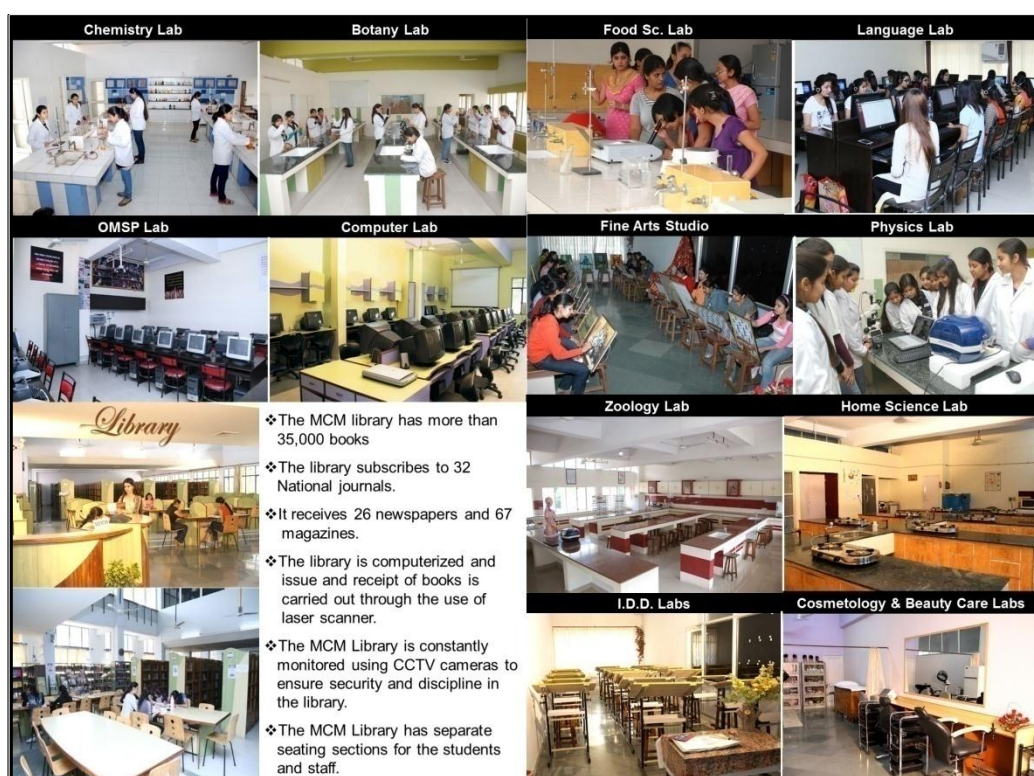 Chemistry Lab
Botany Lab
Food Sc. Lab
Language Lab
OMSP Lab
Computer Lab
Fine Arts Studio
Physics Lab
Library
❖The MCM library has more than
35,000 books
❖The library subscribes to 32
National journals.
❖It receives 26 newspapers and 67
magazines.
❖The library is computerized and
issue and receipt of books is
carried out through the use of
laser scanner.
❖The MCM Library is constantly
monitored using CCTV cameras to
ensure security and discipline in
the library.
❖The MCM Library has separate
seating sections for the students
and staff.
Zoology Lab
Home Science Lab
I.D.D. Labs
Cosmetology & Beauty Care Labs